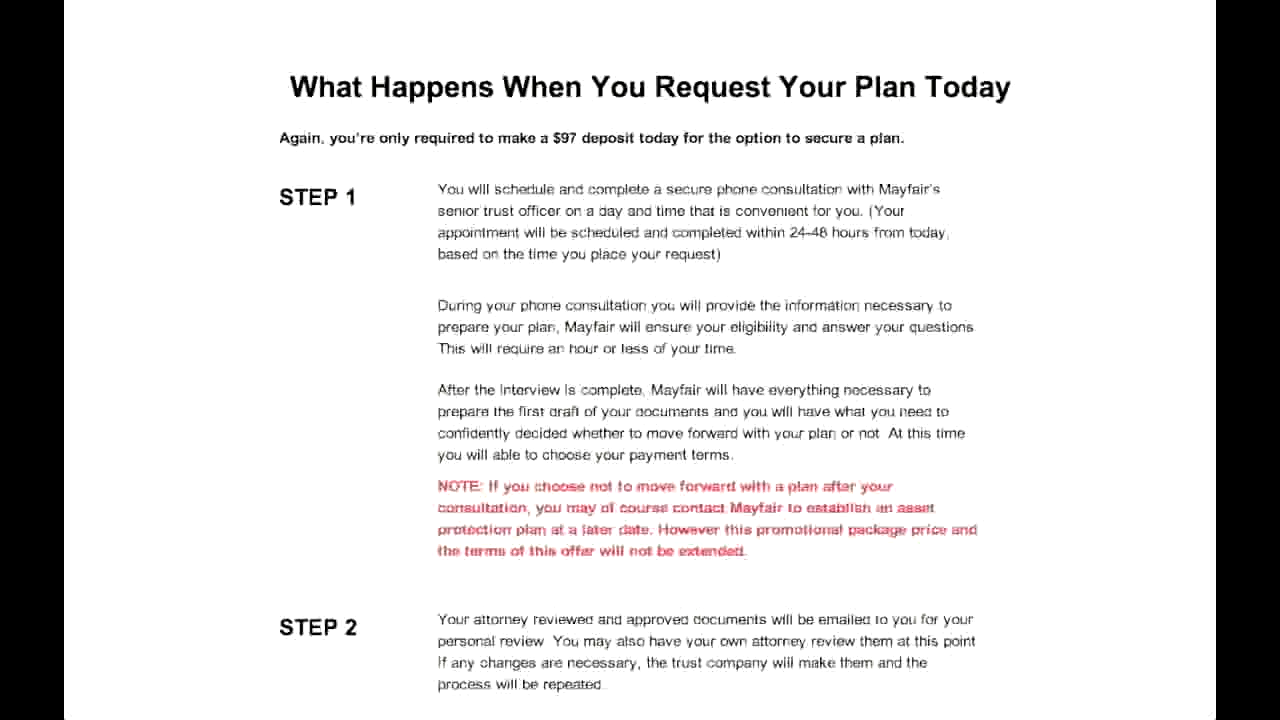 What Happens When You Request Your Plan Today
Again, you're only required to make a $97 deposit today for the option to secure a plan.
STEP 1
You will schedule and complete a secure phone consultation with Mayfair's
senior trust officer on a day and time that is convenient for you. (Your
appointment will be scheduled and completed within 24-48 hours from today,
based on the time you place your request)
During your phone consultation you will provide the information necessary to
prepare your plan, Mayfair will ensure your eligibility and answer your questions
This will require an hour or less of your time.
After the Interview is complete, Mayfair will have everything necessary to
prepare the first draft of your documents and you will have what you need to
confidently decided whether to move forward with your plan or not At this time
you will able to choose your payment terms.
NOTE: If you choose not to move forward with a plan after your
consultation, you may of course contact Mayfair to establish an asset
protection plan at a later date. However this promotional package price and
the terms of this offer will not be extended.
STEP 2
Your attorney reviewed and approved documents will be emailed to you for your
personal review You may also have your own attorney review them at this point
If any changes are necessary, the trust company will make them and the
process will be repeated.